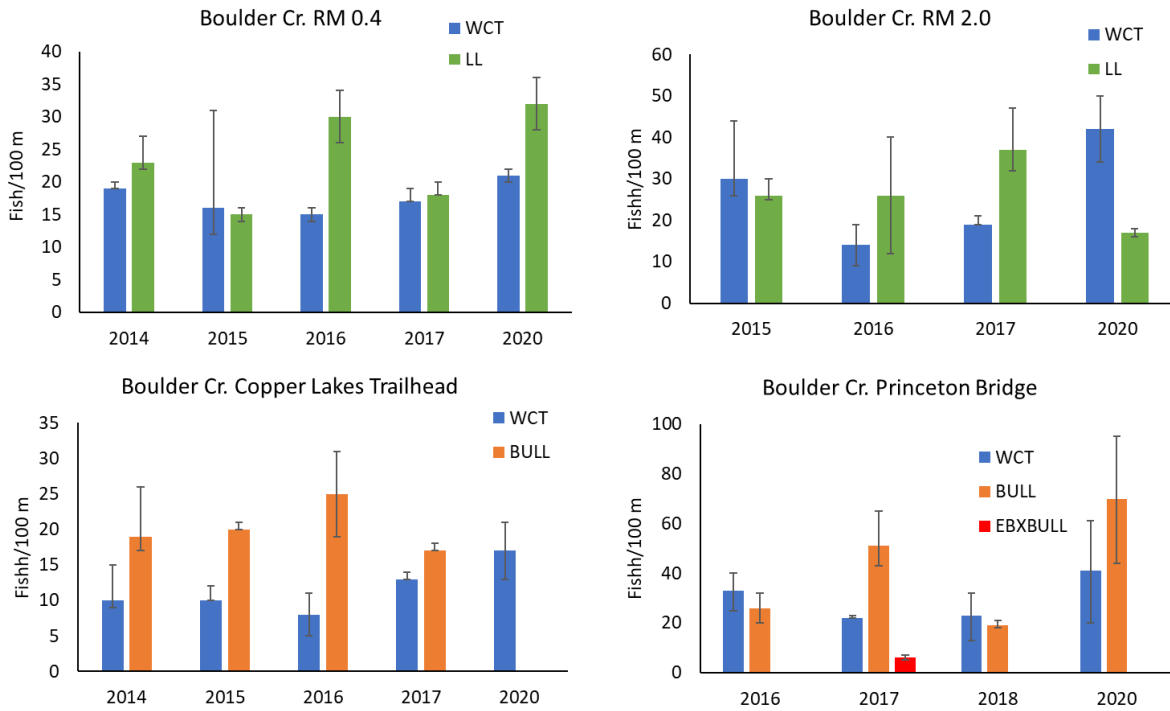 Boulder Cr. RM 0.4
WCT
LL
Fish/100 m
40
35
30
25
20
15
10
5
0
2014 2015 2016 2017 2020
Boulder Cr. RM 2.0
WCT
LL
Fishh/100 m
60
50
40
30
20
10
0
2015 2016 2017 2020
Boulder Cr. Copper Lakes Trailhead
WCT
BULL
Fishh/100 m
35
30
25
20
15
10
5
0
2014 2015 2016 2017 2020
Boulder Cr. Princeton Bridge
WCT
BULL
EBXBULL
Fishh/100 m
100
80
60
40
20
0
2016 2017 2018 2020